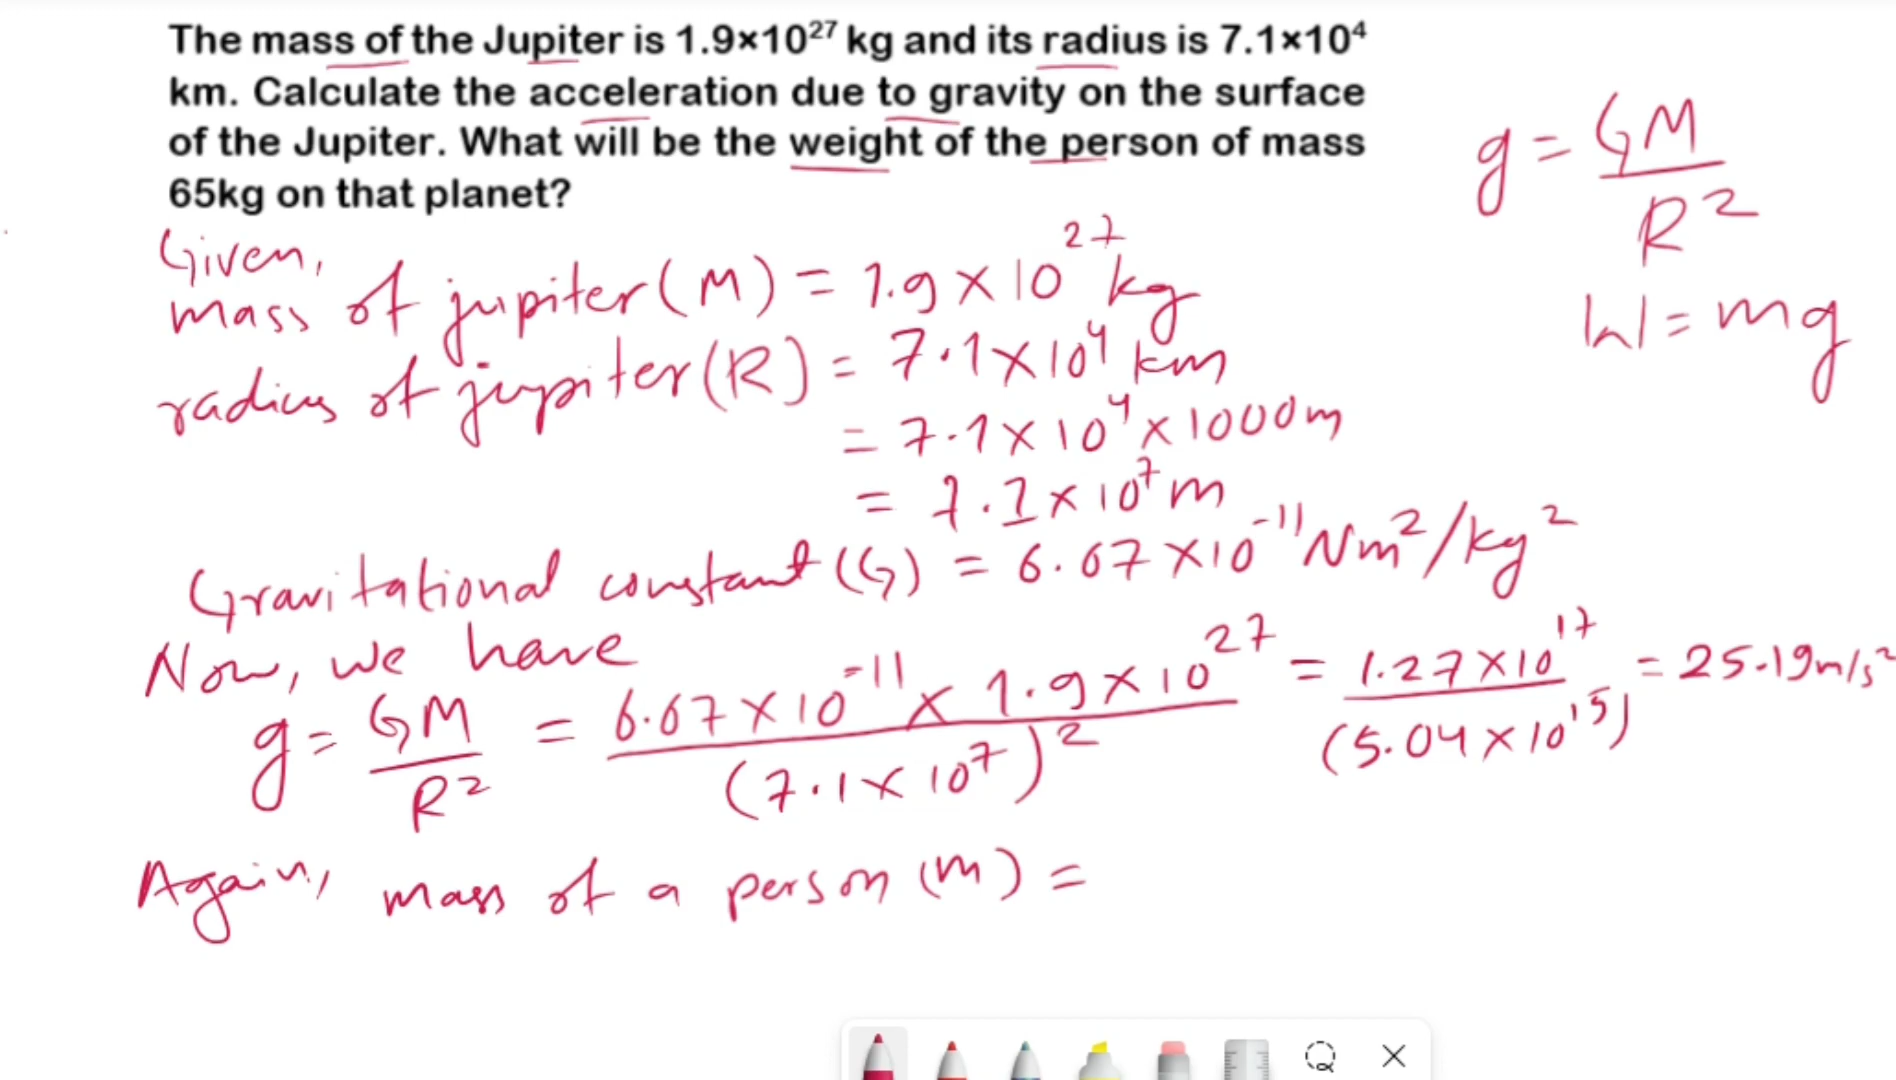 The mass of the Jupiter is 1.9×10²⁷ kg and its radius is 7.1×10⁴
km. Calculate the acceleration due to gravity on the surface
of the Jupiter. What will be the weight of the person of mass
65kg on that planet?
g = GM/R²
W = mg
Given,
mass of jupiter (M) = 1.9 × 10²⁷ kg
radius of jupiter (R) = 7.1 × 10⁴ km
= 7.1 × 10⁴ × 1000m
= 7.1 × 10⁷ m
Gravitational constant (G) = 6.67 × 10⁻¹¹ Nm²/kg²
Now, we have
g = GM/R² = 6.67 × 10⁻¹¹ × 1.9 × 10²⁷/(7.1 × 10⁷)² = 1.27 × 10¹⁷/(5.04 × 10¹⁵) = 25.19m/s²
Again, mass of a person (m) =